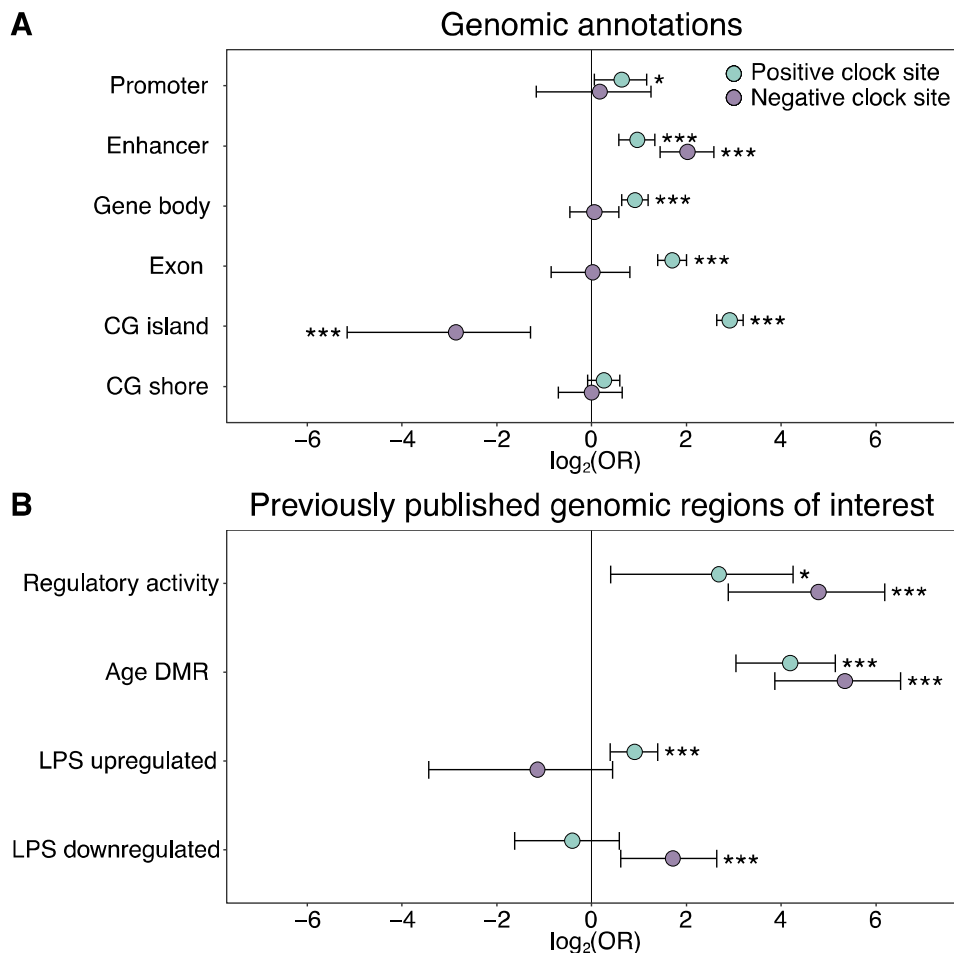 A
Genomic annotations
Positive clock site
Negative clock site
Promoter
*
Enhancer
***
***
Gene body
***
Exon
***
CG island
***
***
CG shore
−6 −4 −2 0 2 4 6
log₂(OR)
B
Previously published genomic regions of interest
Regulatory activity
*
***
Age DMR
***
***
LPS upregulated
***
LPS downregulated
***
−6 −4 −2 0 2 4 6
log₂(OR)